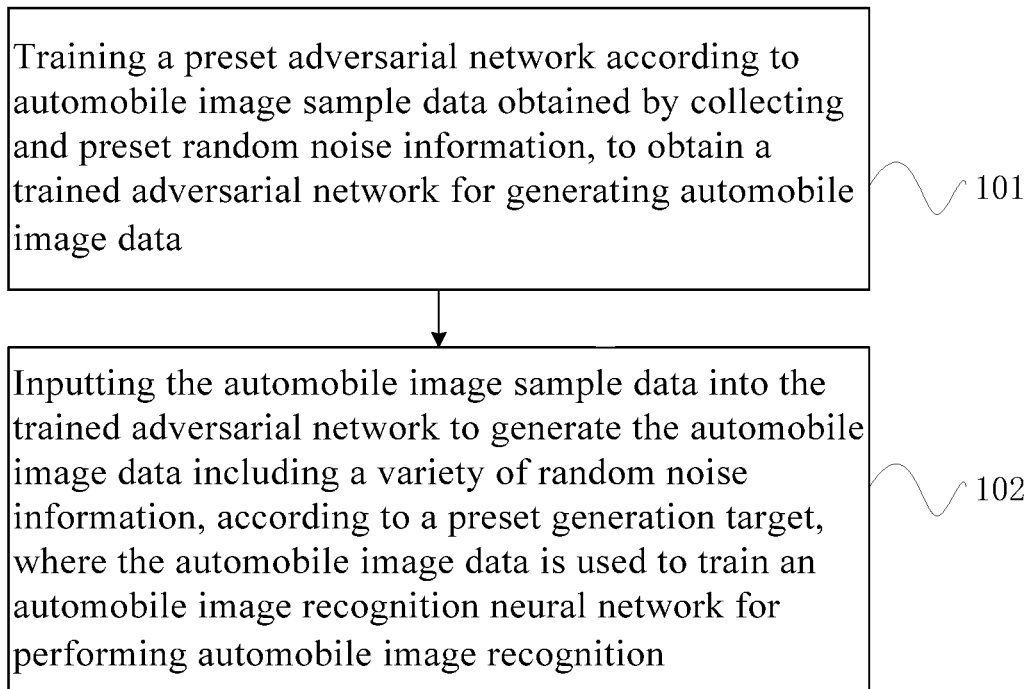 Training a preset adversarial network according to
automobile image sample data obtained by collecting
and preset random noise information, to obtain a
trained adversarial network for generating automobile
image data
101
Inputting the automobile image sample data into the
trained adversarial network to generate the automobile
image data including a variety of random noise
information, according to a preset generation target,
where the automobile image data is used to train an
automobile image recognition neural network for
performing automobile image recognition
102